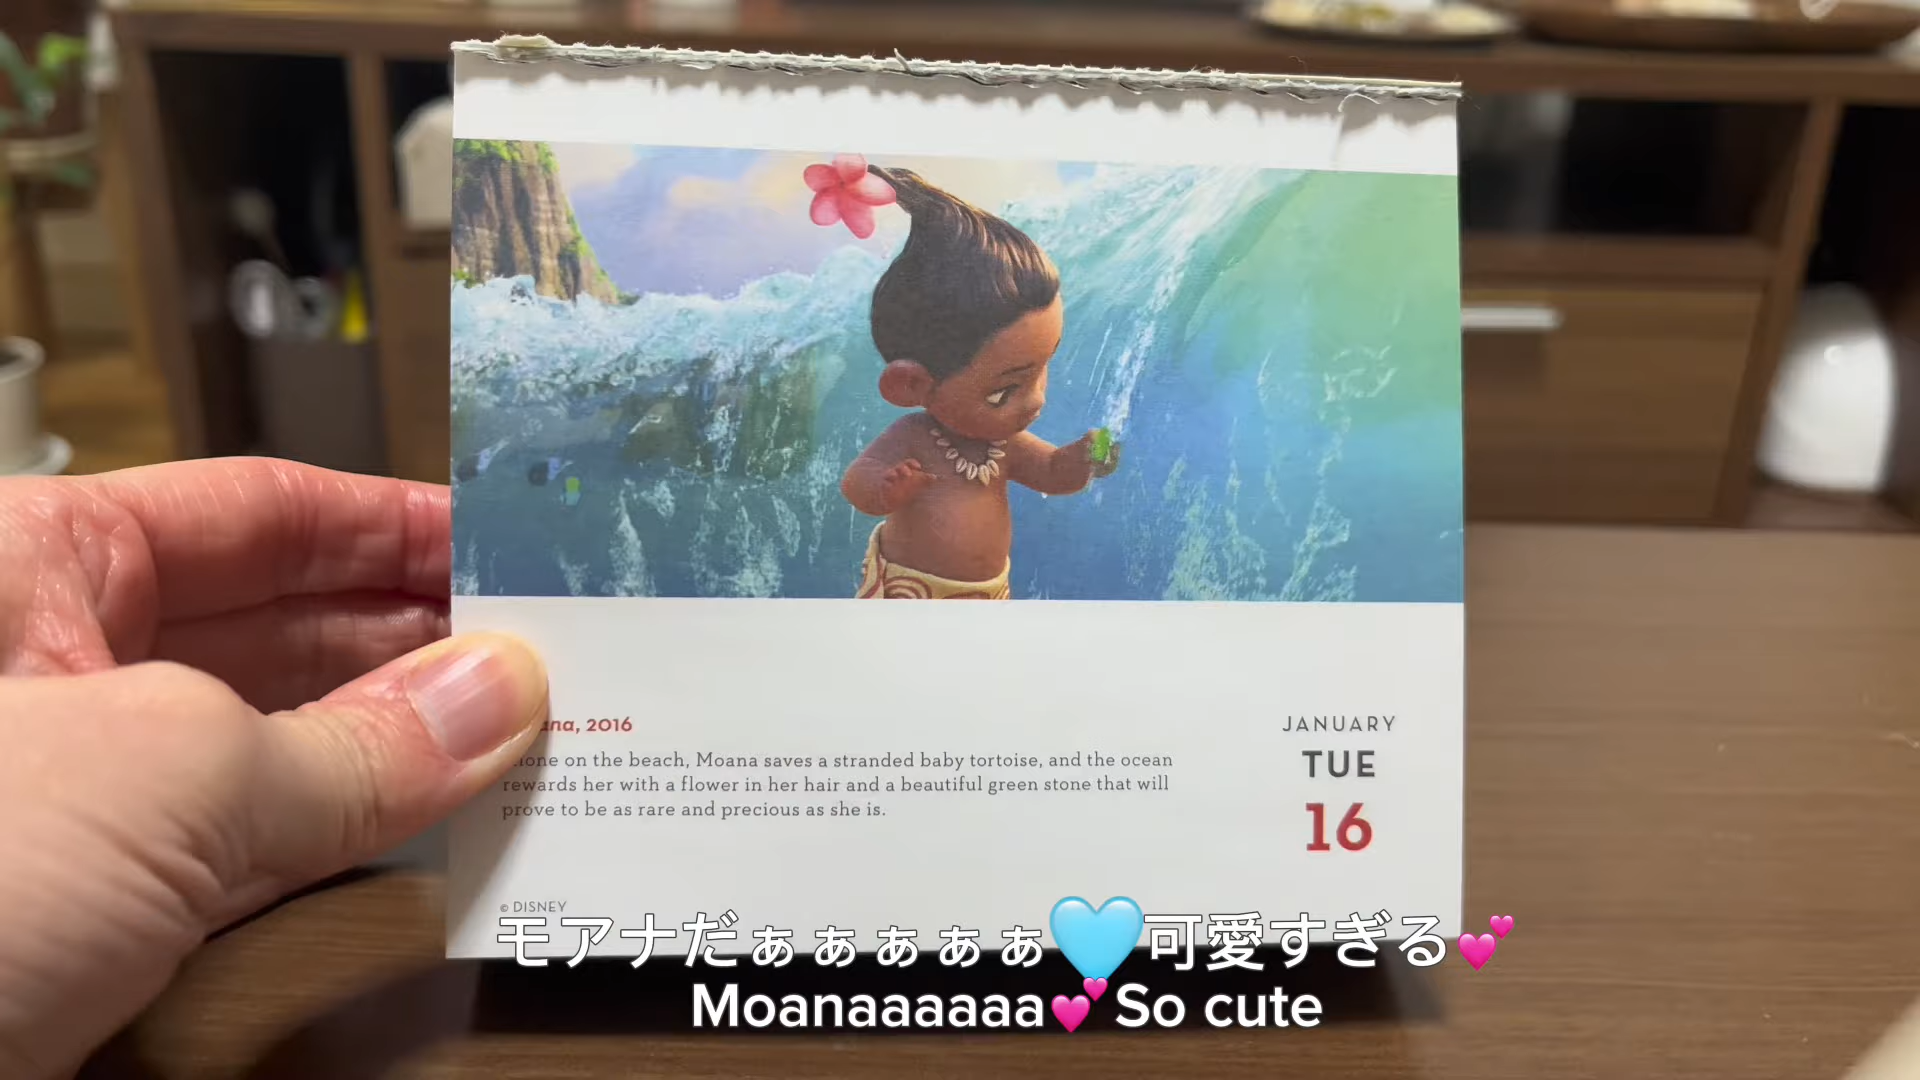 ana, 2016
one on the beach, Moana saves a stranded baby tortoise, and the ocean
rewards her with a flower in her hair and a beautiful green stone that will
prove to be as rare and precious as she is.
JANUARY
TUE
16
© DISNEY
モアナだぁぁぁぁぁ🩵可愛すぎる💕
Moanaaaaaa💕So cute